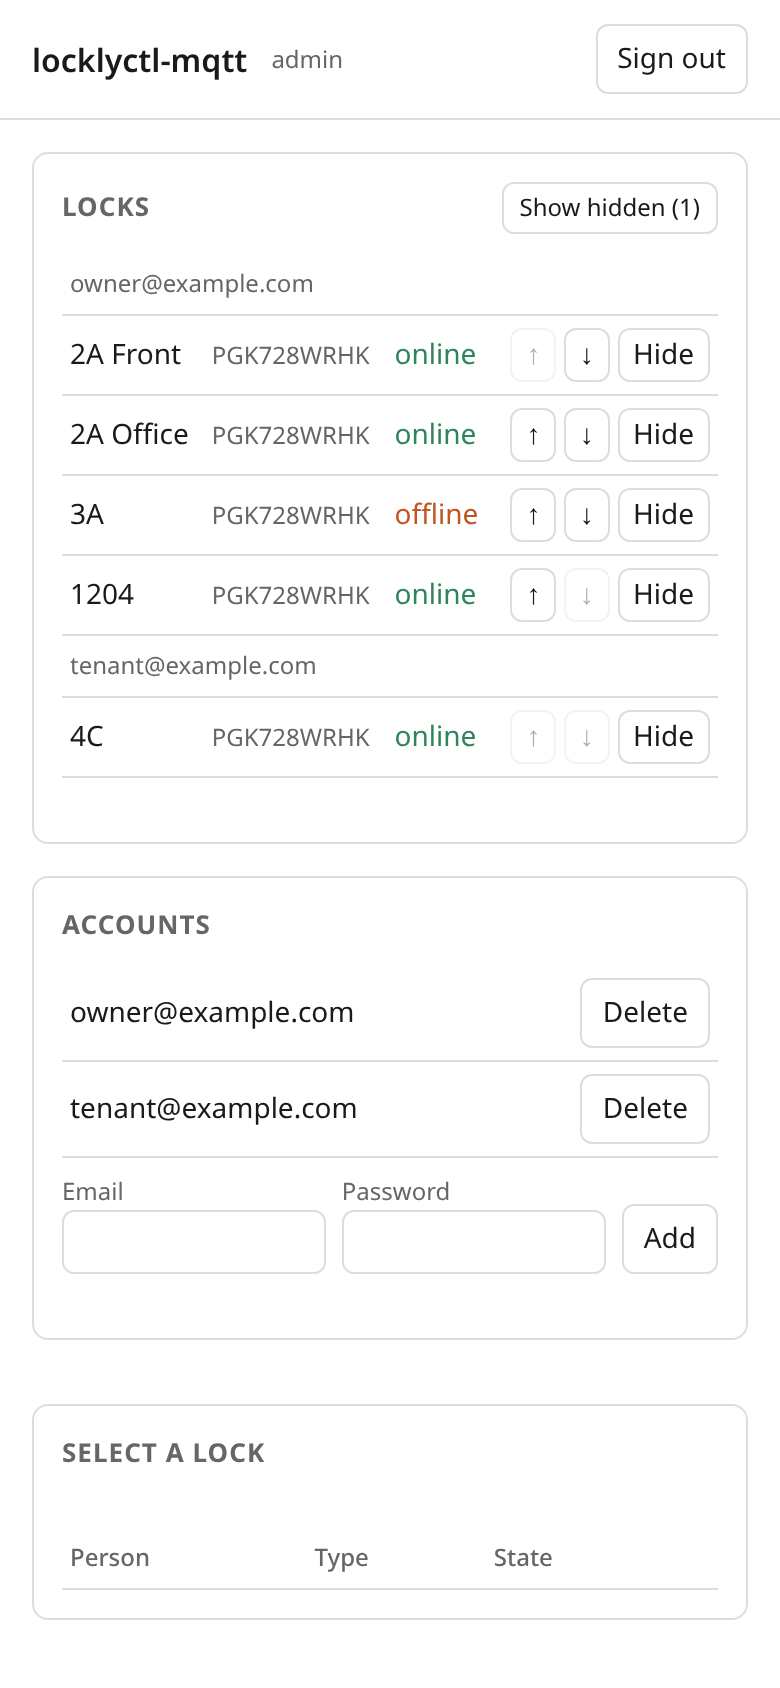 locklyctl-mqtt admin Sign out
LOCKS Show hidden (1)
owner@example.com
2A Front PGK728WRHK online ↑ ↓ Hide
2A Office PGK728WRHK online ↑ ↓ Hide
3A PGK728WRHK offline ↑ ↓ Hide
1204 PGK728WRHK online ↑ ↓ Hide
tenant@example.com
4C PGK728WRHK online ↑ ↓ Hide
ACCOUNTS
owner@example.com Delete
tenant@example.com Delete
Email Password
Add
SELECT A LOCK
Person Type State